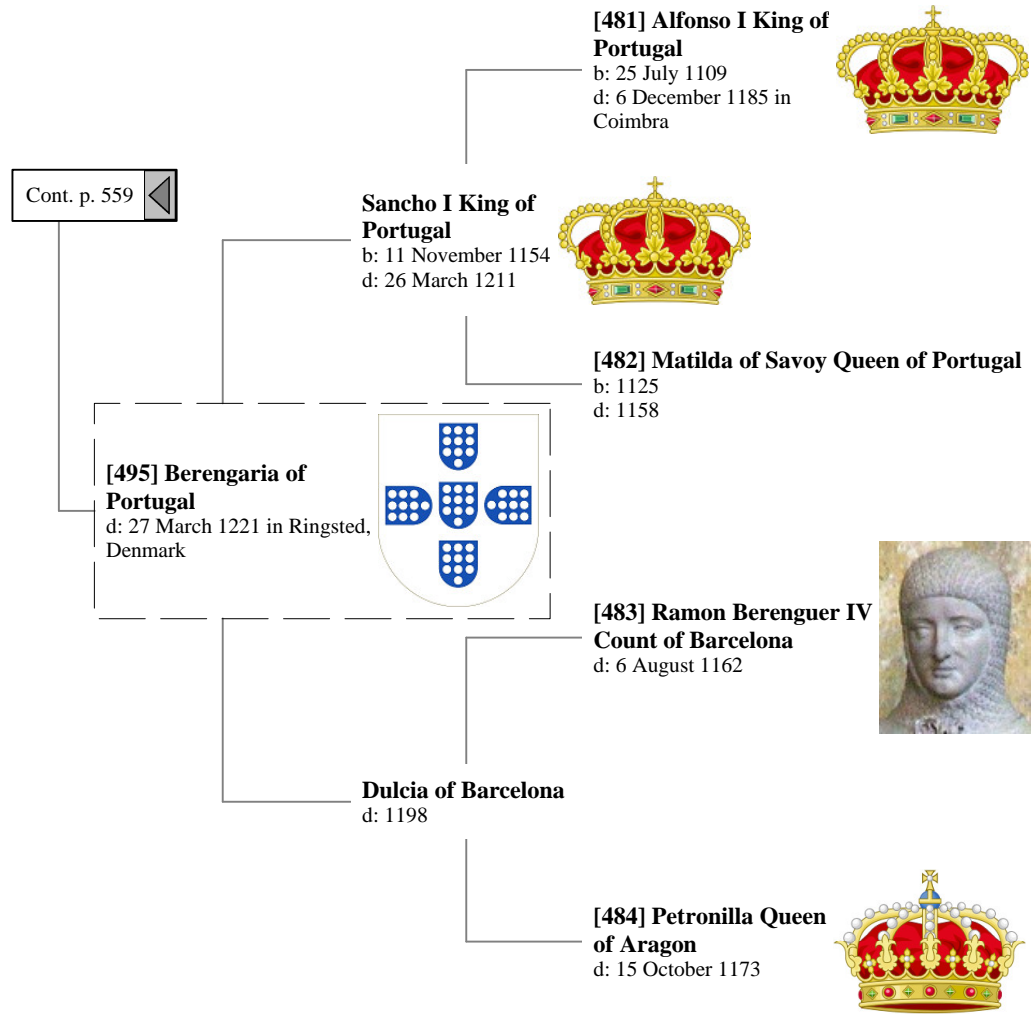 [481] Alfonso I King of
Portugal
b: 25 July 1109
d: 6 December 1185 in
Coimbra
Cont. p. 559
Sancho I King of
Portugal
b: 11 November 1154
d: 26 March 1211
[482] Matilda of Savoy Queen of Portugal
b: 1125
d: 1158
[495] Berengaria of
Portugal
d: 27 March 1221 in Ringsted,
Denmark
[483] Ramon Berenguer IV
Count of Barcelona
d: 6 August 1162
Dulcia of Barcelona
d: 1198
[484] Petronilla Queen
of Aragon
d: 15 October 1173